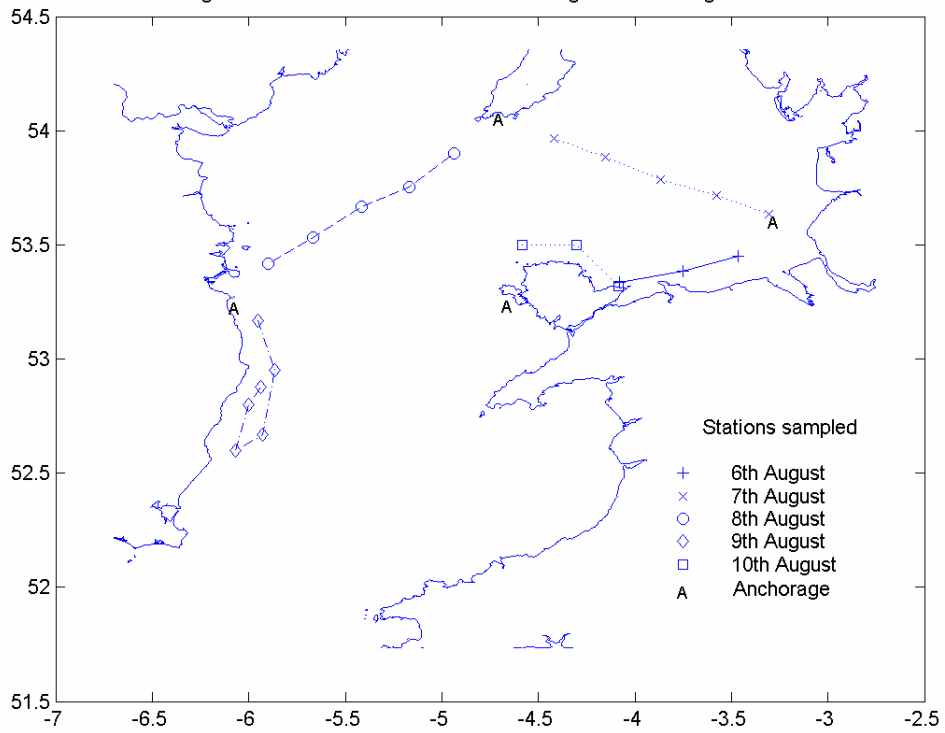 54.5
54
A
A
53.5
A
A
53
Stations sampled
52.5
6th August
7th August
8th August
9th August
52
10th August
A Anchorage
51.5
-7 -6.5 -6 -5.5 -5 -4.5 -4 -3.5 -3 -2.5